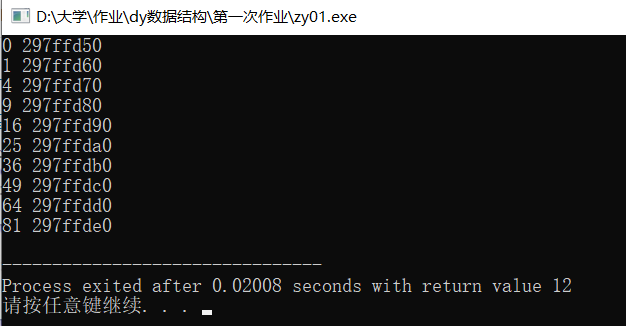 D:\大学\作业\dy数据结构\第一次作业\zy01.exe
0 297ffd50
1 297ffd60
4 297ffd70
9 297ffd80
16 297ffd90
25 297ffda0
36 297ffdb0
49 297ffdc0
64 297ffdd0
81 297ffde0
--------------------------------
Process exited after 0.02008 seconds with return value 12
请按任意键继续. . .